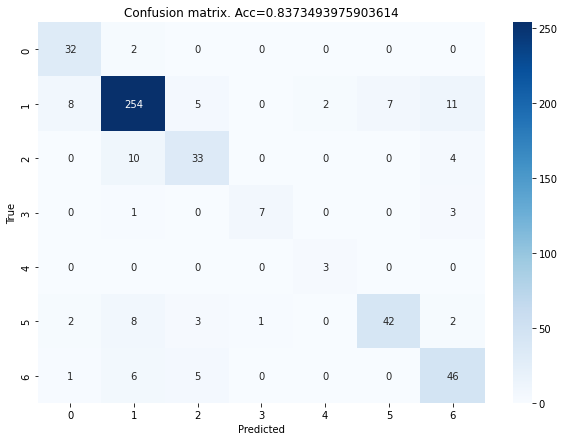 Confusion matrix. Acc=0.8373493975903614
0 32 2 0 0 0 0 0
1 8 254 5 0 2 7 11
2 0 10 33 0 0 0 4
3 0 1 0 7 0 0 3
4 0 0 0 0 3 0 0
5 2 8 3 1 0 42 2
6 1 6 5 0 0 0 46
0 1 2 3 4 5 6
Predicted
True
250
200
150
100
50
0